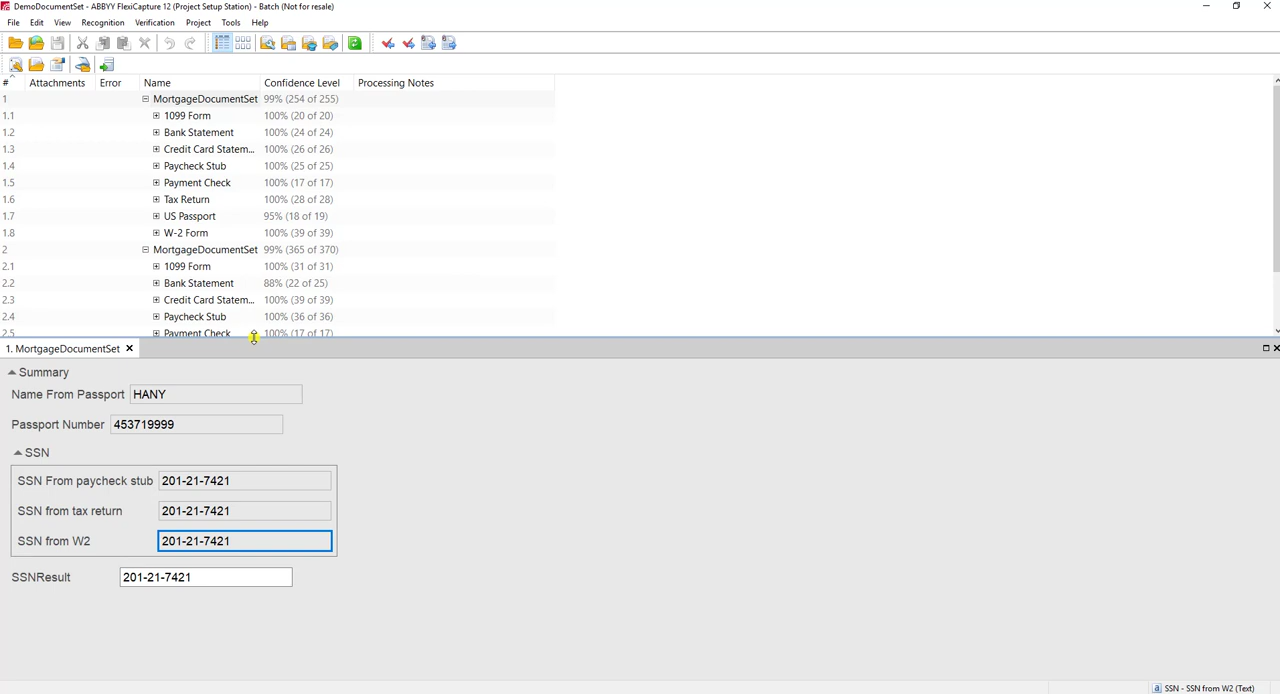 DemoDocumentSet - ABBYY FlexiCapture 12 (Project Setup Station) - Batch (Not for resale)
File Edit View Recognition Verification Project Tools Help
# Attachments Error Name Confidence Level Processing Notes
1 MortgageDocumentSet 99% (254 of 255)
1.1 1099 Form 100% (20 of 20)
1.2 Bank Statement 100% (24 of 24)
1.3 Credit Card Statem... 100% (26 of 26)
1.4 Paycheck Stub 100% (25 of 25)
1.5 Payment Check 100% (17 of 17)
1.6 Tax Return 100% (28 of 28)
1.7 US Passport 95% (18 of 19)
1.8 W-2 Form 100% (39 of 39)
2 MortgageDocumentSet 99% (365 of 370)
2.1 1099 Form 100% (31 of 31)
2.2 Bank Statement 88% (22 of 25)
2.3 Credit Card Statem... 100% (39 of 39)
2.4 Paycheck Stub 100% (36 of 36)
2.5 Payment Check 100% (17 of 17)
1. MortgageDocumentSet
Summary
Name From Passport HANY
Passport Number 453719999
SSN
SSN From paycheck stub 201-21-7421
SSN from tax return 201-21-7421
SSN from W2 201-21-7421
SSNResult 201-21-7421
SSN - SSN from W2 (Text)